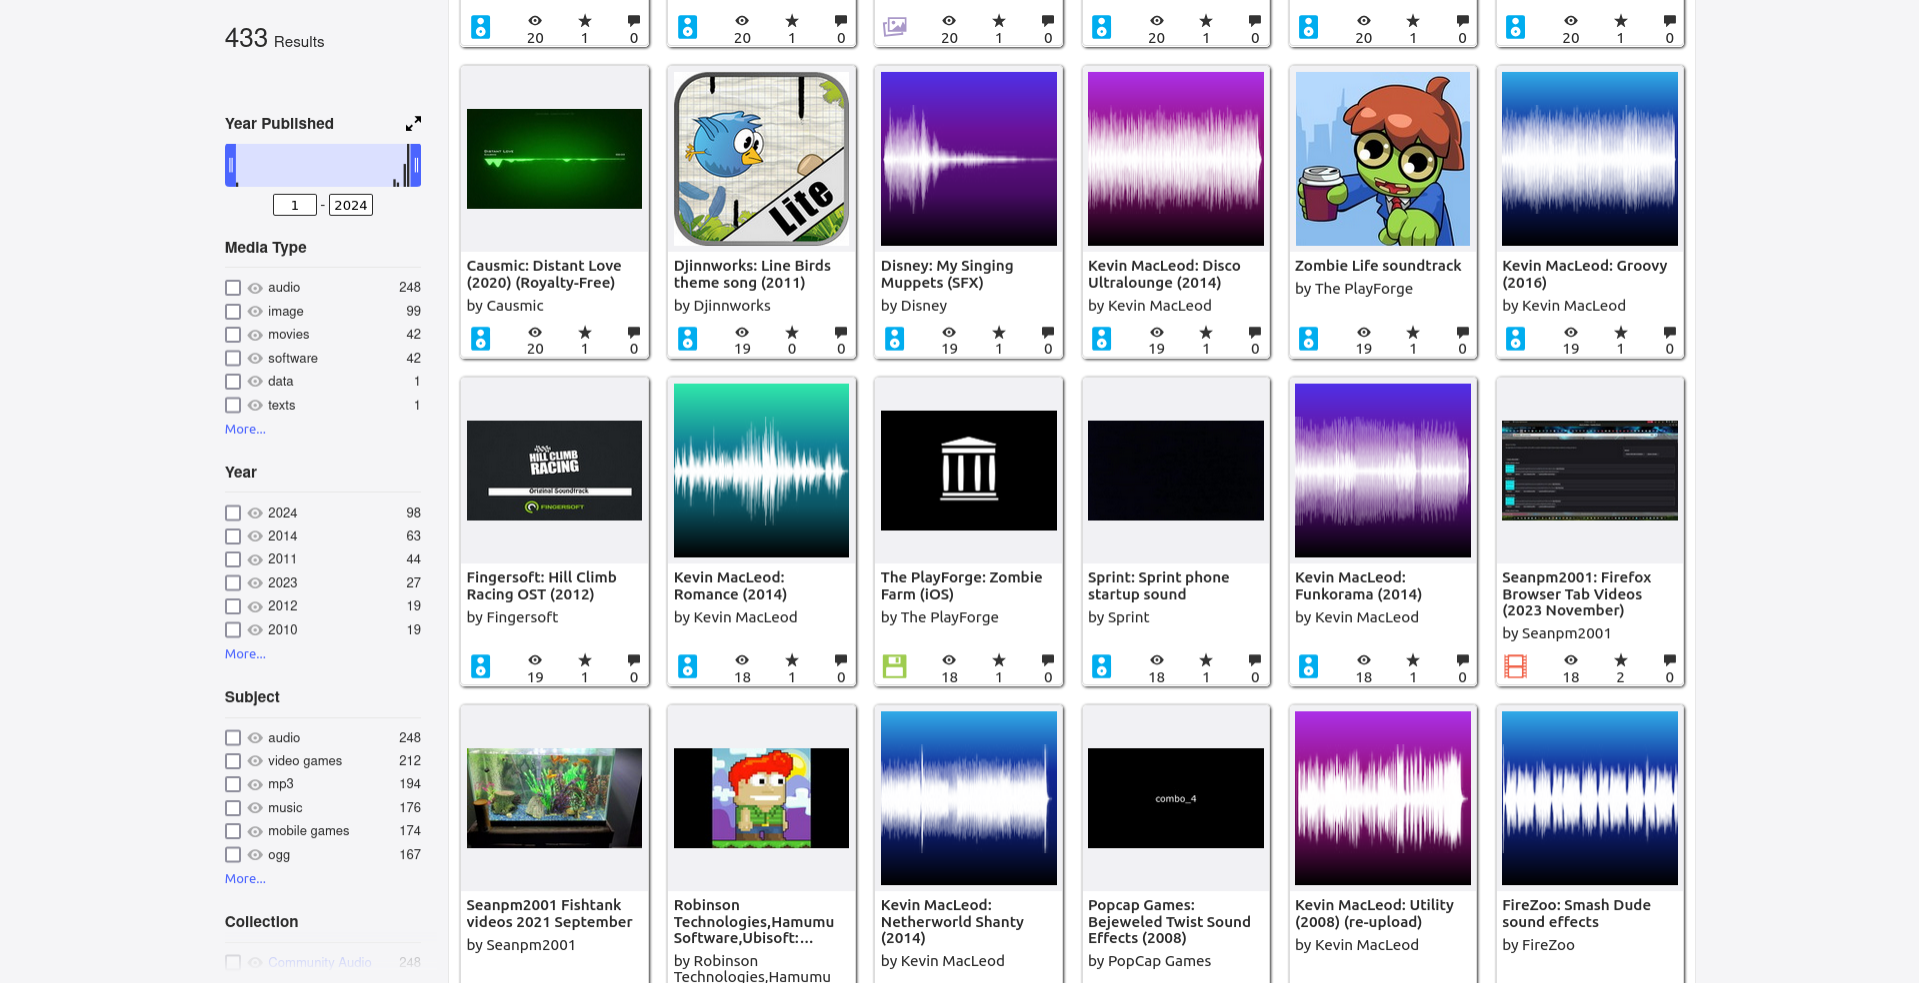 433 Results
Year Published
1 - 2024
Media Type
audio 248
image 99
movies 42
software 42
data 1
texts 1
More...
Year
2024 98
2014 63
2011 44
2023 27
2012 19
2010 19
More...
Subject
audio 248
video games 212
mp3 194
music 176
mobile games 174
ogg 167
More...
Collection
Community Audio 248
20 1 0
20 1 0
20 1 0
20 1 0
20 1 0
20 1 0
DISTANT LOVE
Causmic: Distant Love
(2020) (Royalty-Free)
by Causmic
20 1 0
Lite
Djinnworks: Line Birds
theme song (2011)
by Djinnworks
19 0 0
Disney: My Singing
Muppets (SFX)
by Disney
19 1 0
Kevin MacLeod: Disco
Ultralounge (2014)
by Kevin MacLeod
19 1 0
Zombie Life soundtrack
by The PlayForge
19 1 0
Kevin MacLeod: Groovy
(2016)
by Kevin MacLeod
19 1 0
HILL CLIMB
RACING
Original Soundtrack
FINGERSOFT
Fingersoft: Hill Climb
Racing OST (2012)
by Fingersoft
19 1 0
Kevin MacLeod:
Romance (2014)
by Kevin MacLeod
18 1 0
The PlayForge: Zombie
Farm (iOS)
by The PlayForge
18 1 0
Sprint: Sprint phone
startup sound
by Sprint
18 1 0
Kevin MacLeod:
Funkorama (2014)
by Kevin MacLeod
18 1 0
Seanpm2001: Firefox
Browser Tab Videos
(2023 November)
by Seanpm2001
18 2 0
Seanpm2001 Fishtank
videos 2021 September
by Seanpm2001
Robinson
Technologies,Hamumu
Software,Ubisoft:...
by Robinson
Technologies,Hamumu
Kevin MacLeod:
Netherworld Shanty
(2014)
by Kevin MacLeod
combo_4
Popcap Games:
Bejeweled Twist Sound
Effects (2008)
by PopCap Games
Kevin MacLeod: Utility
(2008) (re-upload)
by Kevin MacLeod
FireZoo: Smash Dude
sound effects
by FireZoo